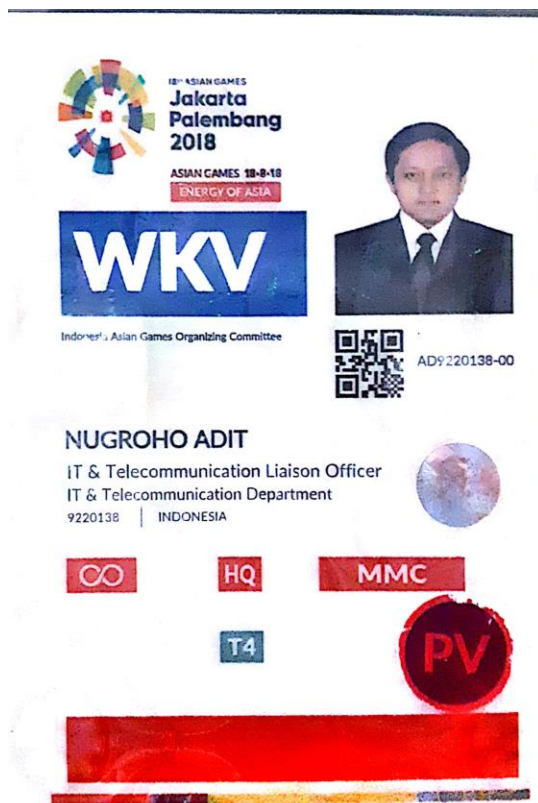 18TH ASIAN GAMES
Jakarta
Palembang
2018
ASIAN GAMES 18-8-18
ENERGY OF ASIA
WKV
Indonesia Asian Games Organizing Committee
AD9220138-00
NUGROHO ADIT
IT & Telecommunication Liaison Officer
IT & Telecommunication Department
9220138 | INDONESIA
HQ
MMC
T4
PV